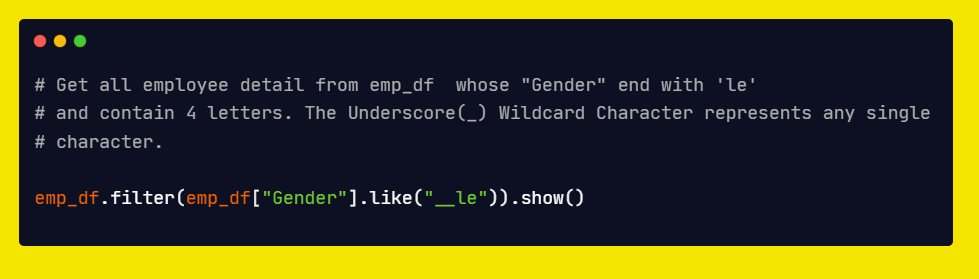 # Get all employee detail from emp_df  whose "Gender" end with 'le'
# and contain 4 letters. The Underscore(_) Wildcard Character represents any single
# character.
emp_df.filter(emp_df["Gender"].like("__le")).show()